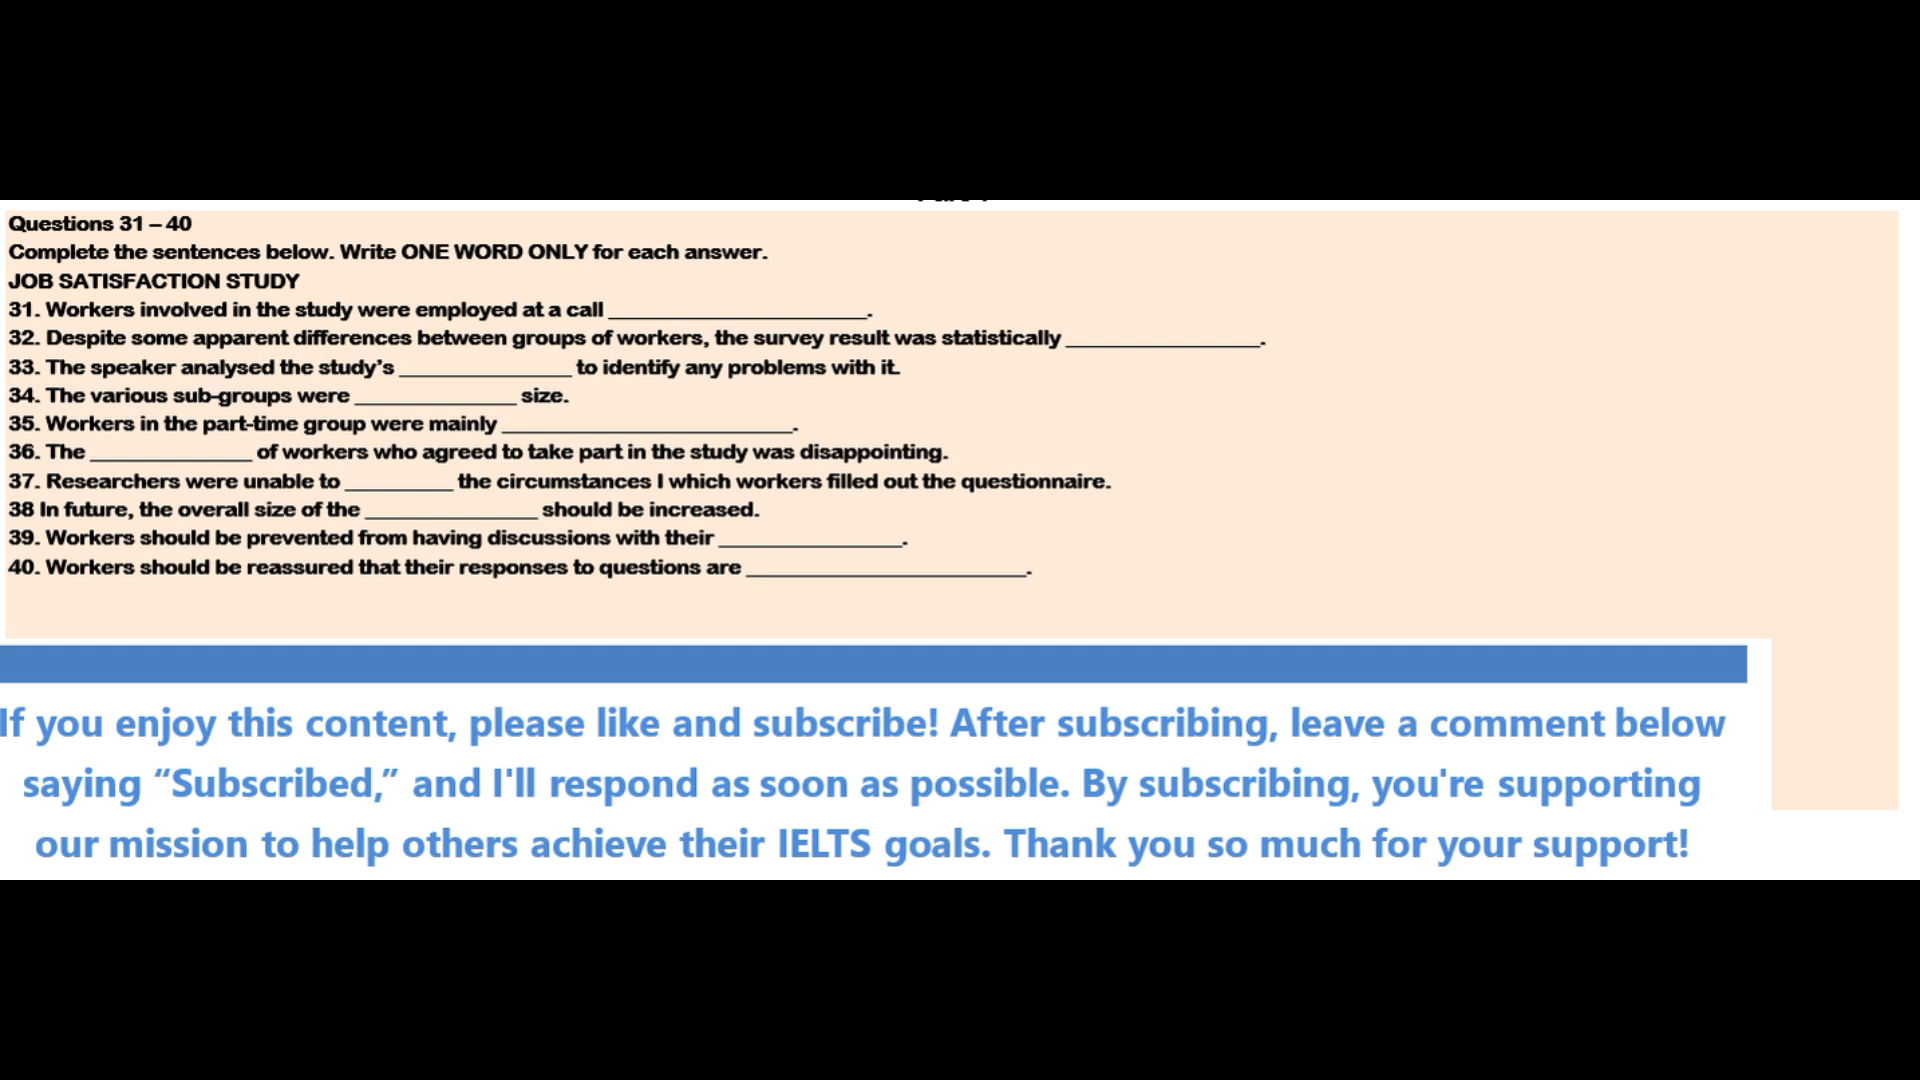 Questions 31 – 40
Complete the sentences below. Write ONE WORD ONLY for each answer.
JOB SATISFACTION STUDY
31. Workers involved in the study were employed at a call ________________________.
32. Despite some apparent differences between groups of workers, the survey result was statistically __________________.
33. The speaker analysed the study’s ________________ to identify any problems with it.
34. The various sub-groups were _______________ size.
35. Workers in the part-time group were mainly ___________________________.
36. The _______________ of workers who agreed to take part in the study was disappointing.
37. Researchers were unable to __________ the circumstances I which workers filled out the questionnaire.
38 In future, the overall size of the ________________ should be increased.
39. Workers should be prevented from having discussions with their _________________.
40. Workers should be reassured that their responses to questions are __________________________.
If you enjoy this content, please like and subscribe! After subscribing, leave a comment below
saying “Subscribed,” and I'll respond as soon as possible. By subscribing, you're supporting
our mission to help others achieve their IELTS goals. Thank you so much for your support!